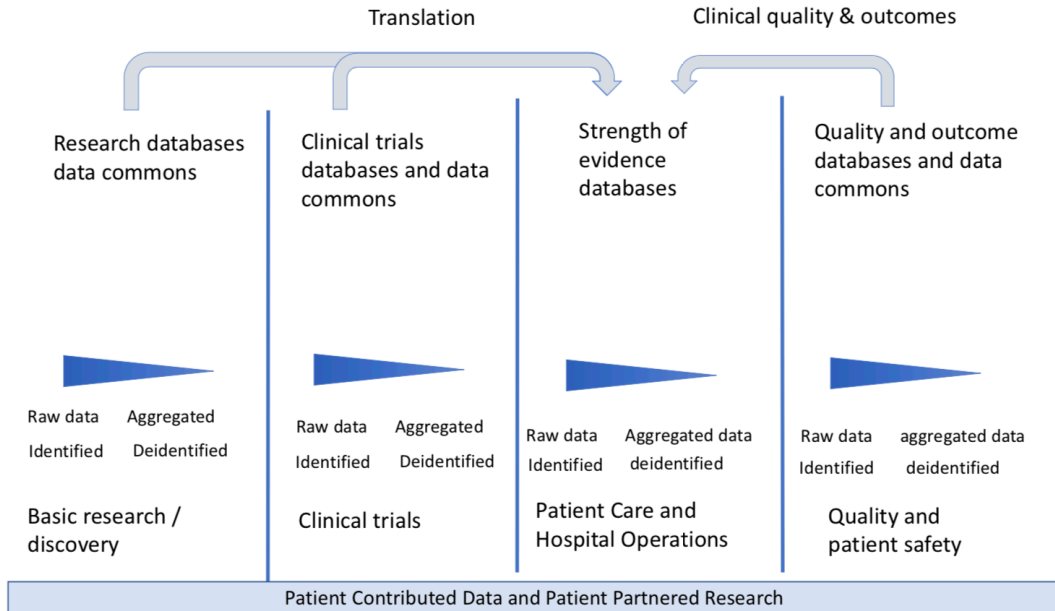 Translation
Clinical quality & outcomes
Research databases
data commons
Clinical trials
databases and data
commons
Strength of
evidence
databases
Quality and outcome
databases and data
commons
Raw data Aggregated
Identified Deidentified
Raw data Aggregated
Identified Deidentified
Raw data Aggregated data
Identified deidentified
Raw data aggregated data
Identified deidentified
Basic research /
discovery
Clinical trials
Patient Care and
Hospital Operations
Quality and
patient safety
Patient Contributed Data and Patient Partnered Research